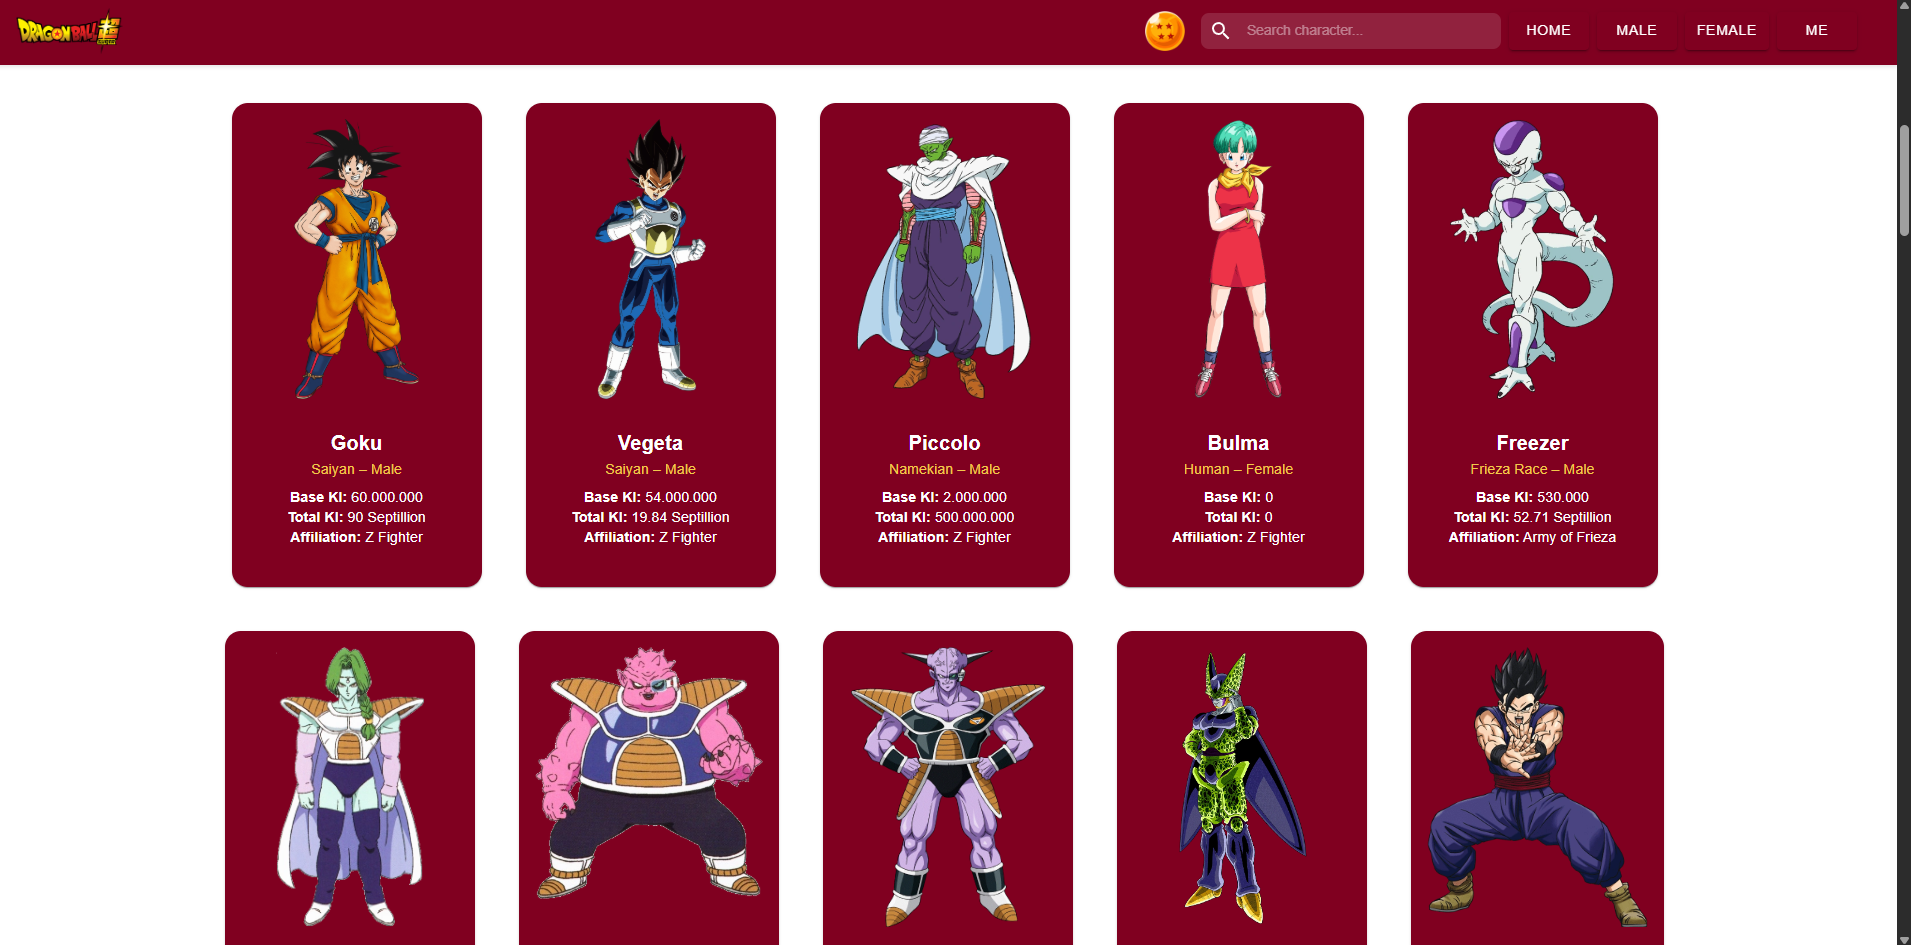 DRAGONBALL
SUPER
Search character...
HOME
MALE
FEMALE
ME
Goku
Saiyan – Male
Base KI: 60.000.000
Total KI: 90 Septillion
Affiliation: Z Fighter
Vegeta
Saiyan – Male
Base KI: 54.000.000
Total KI: 19.84 Septillion
Affiliation: Z Fighter
Piccolo
Namekian – Male
Base KI: 2.000.000
Total KI: 500.000.000
Affiliation: Z Fighter
Bulma
Human – Female
Base KI: 0
Total KI: 0
Affiliation: Z Fighter
Freezer
Frieza Race – Male
Base KI: 530.000
Total KI: 52.71 Septillion
Affiliation: Army of Frieza